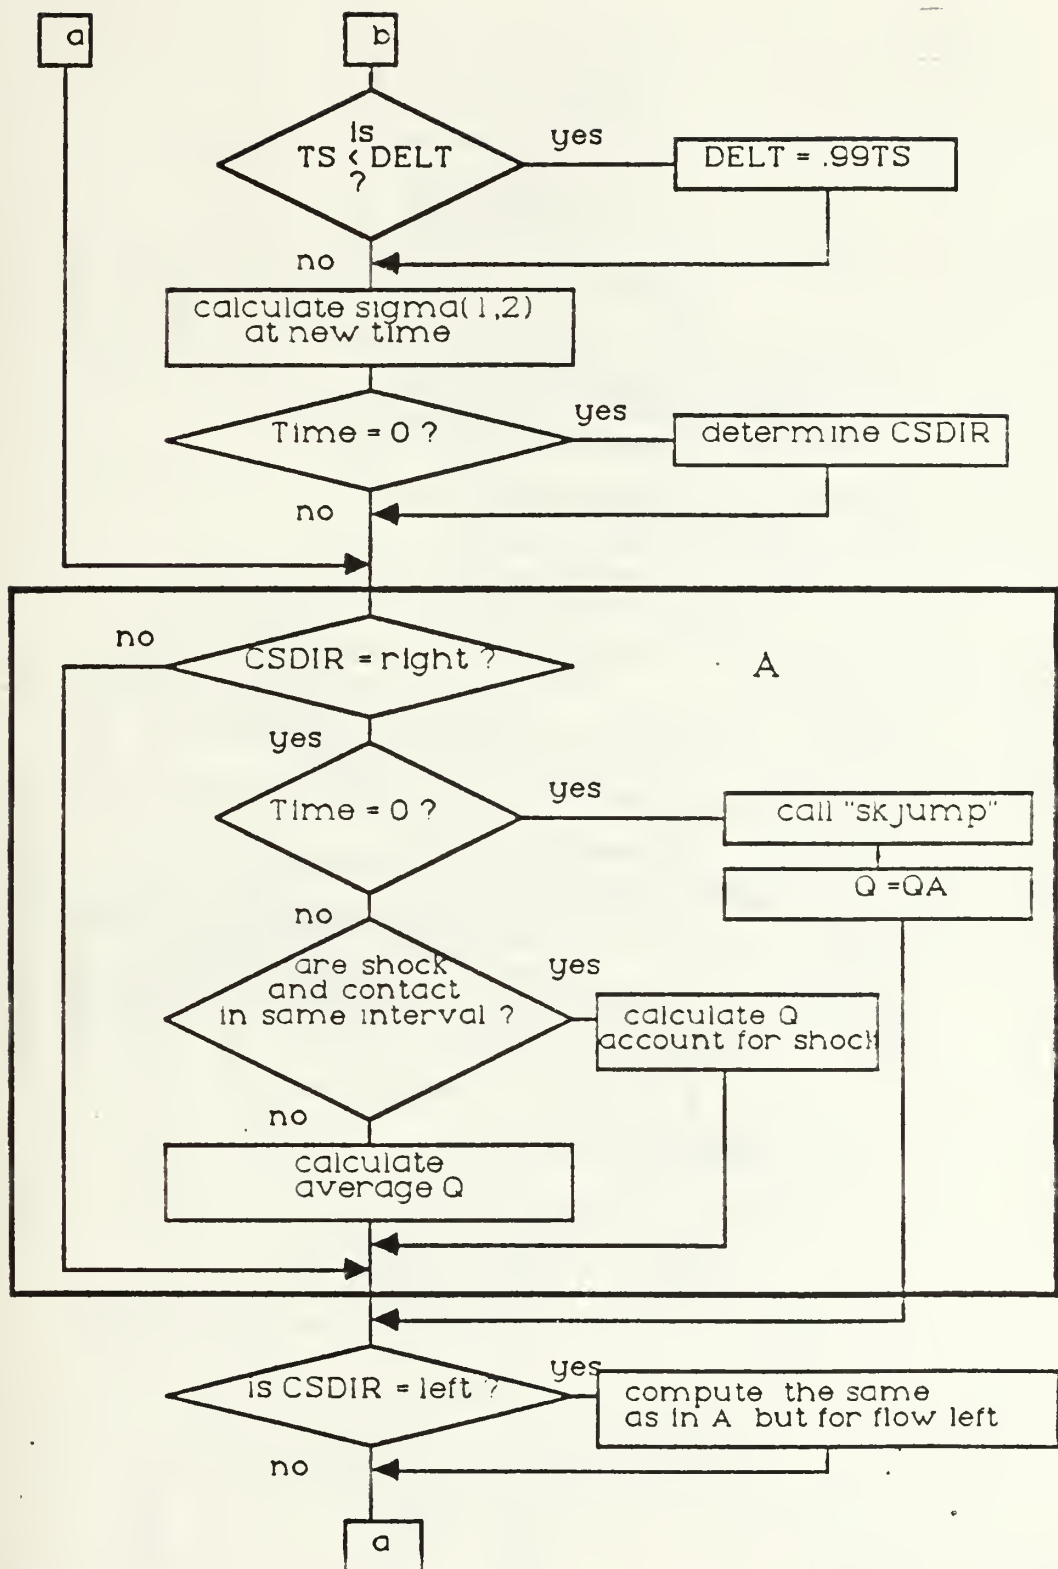 a
b
is
TS < DELT
?
yes
DELT = .99TS
no
calculate sigma(1,2)
at new time
Time = 0 ?
yes
determine CSDIR
no
no
CSDIR = right ?
A
yes
Time = 0 ?
yes
call "skjump"
Q =QA
no
are shock
and contact
in same interval ?
yes
calculate Q
account for shock
no
calculate
average Q
is CSDIR = left ?
yes
compute the same
as in A but for flow left
no
a